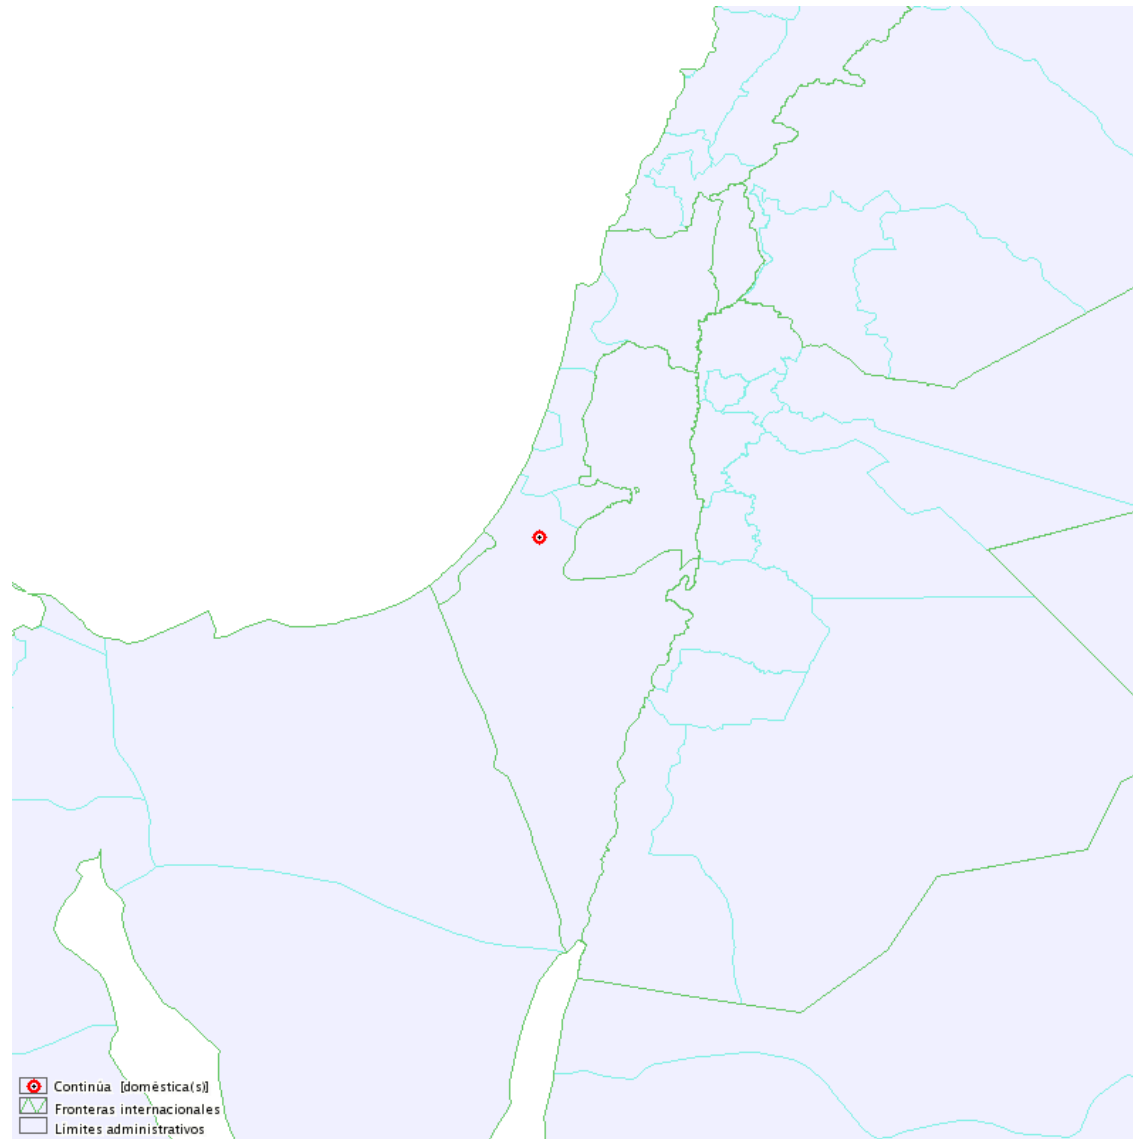 Continúa [doméstica(s)]
Fronteras internacionales
Límites administrativos